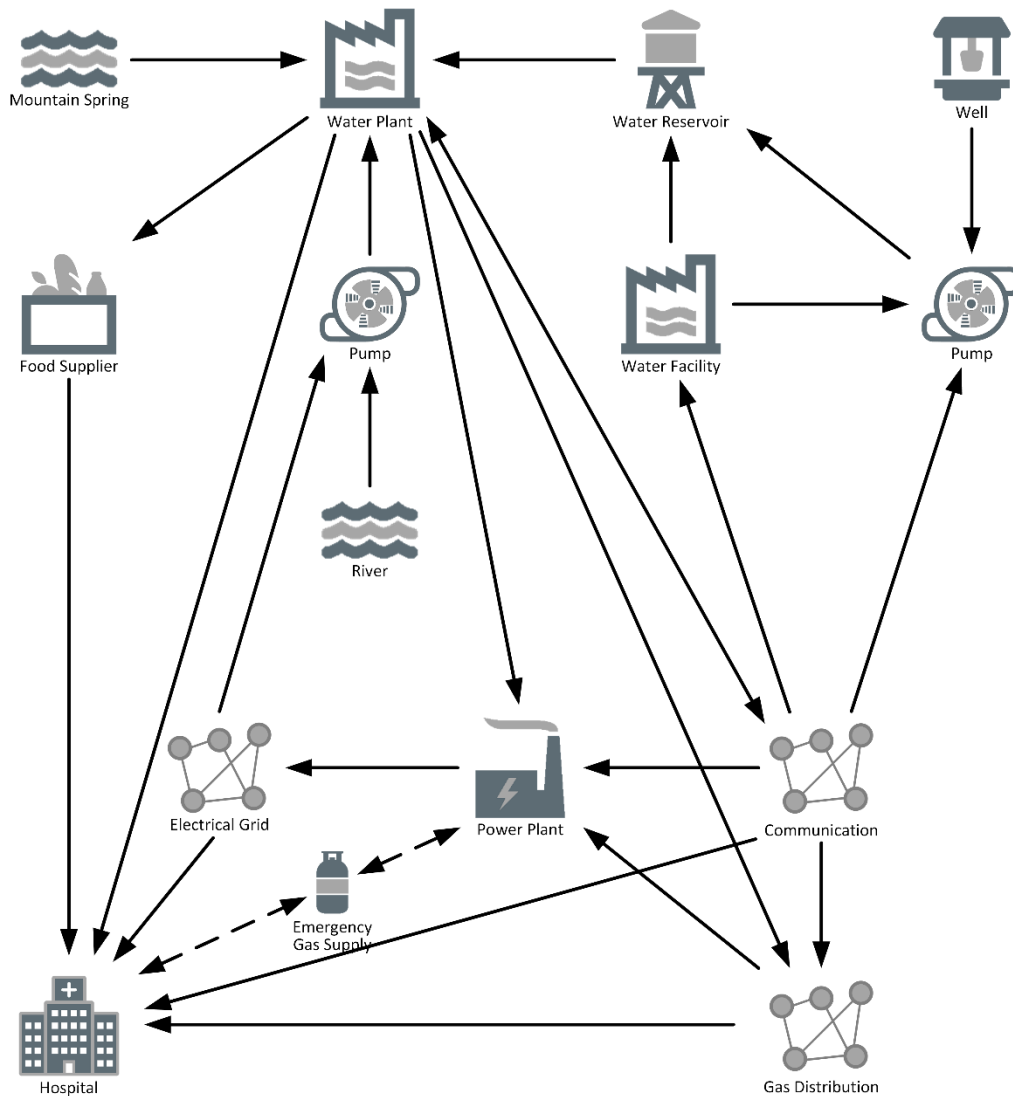 Mountain Spring
Water Plant
Water Reservoir
Well
Food Supplier
Pump
Water Facility
Pump
River
Electrical Grid
Power Plant
Communication
Emergency
Gas Supply
Hospital
Gas Distribution